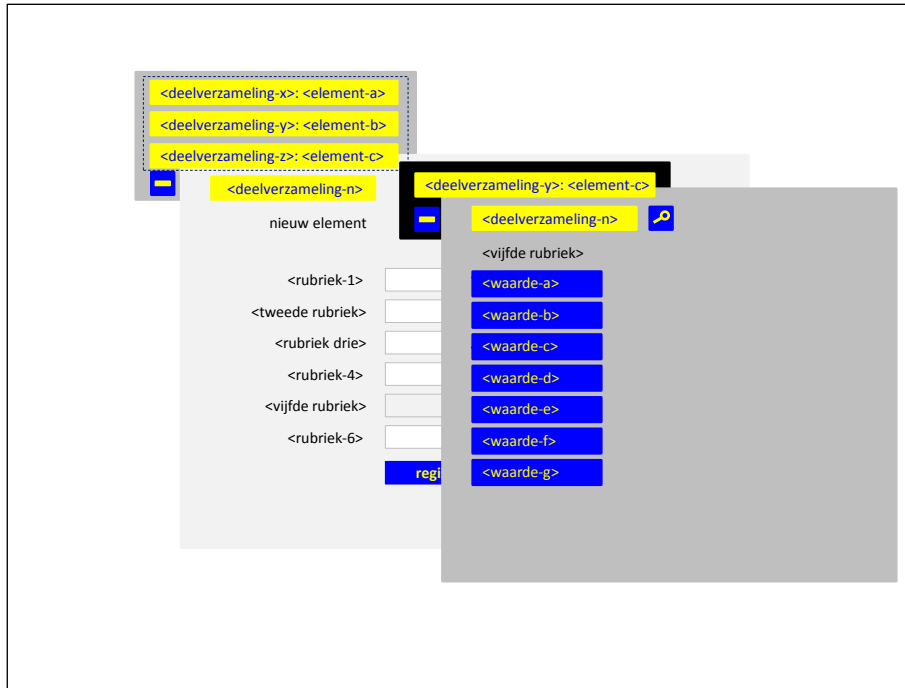 <deelverzameling-x>: <element-a>
<deelverzameling-y>: <element-b>
<deelverzameling-z>: <element-c>
<deelverzameling-n>
nieuw element
<rubriek-1>
<tweede rubriek>
<rubriek drie>
<rubriek-4>
<vijfde rubriek>
<rubriek-6>
regi
<deelverzameling-y>: <element-c>
<deelverzameling-n>
<vijfde rubriek>
<waarde-a>
<waarde-b>
<waarde-c>
<waarde-d>
<waarde-e>
<waarde-f>
<waarde-g>